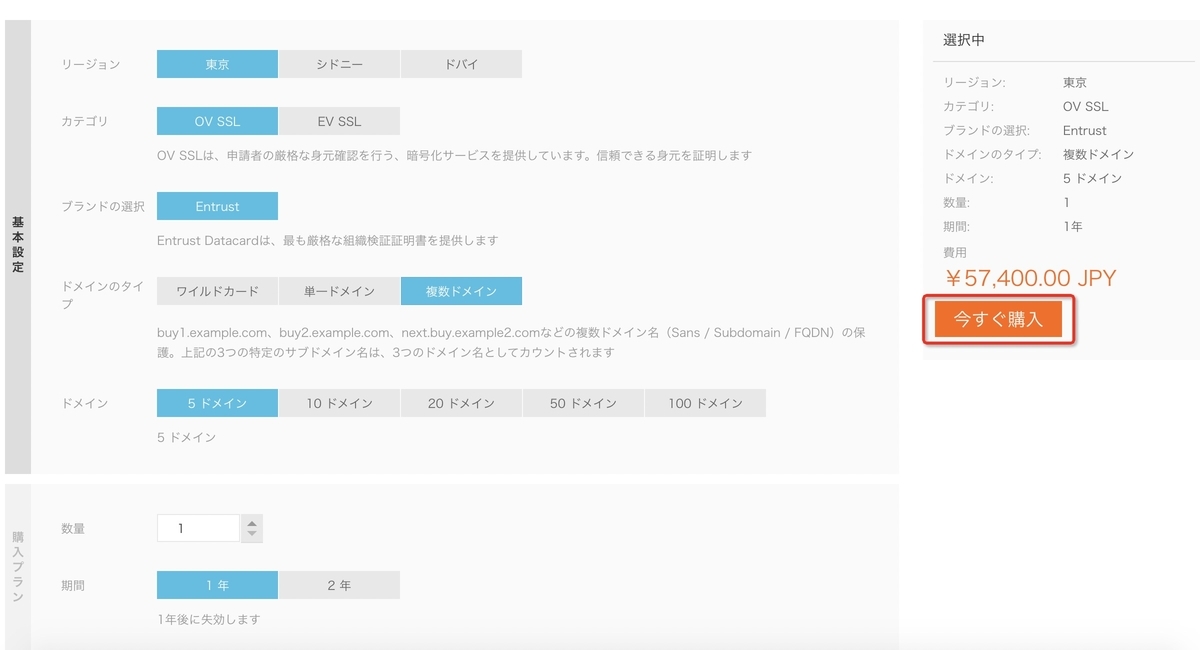 基本設定
リージョン
東京 シドニー ドバイ
カテゴリ
OV SSL EV SSL
OV SSLは、申請者の厳格な身元確認を行う、暗号化サービスを提供しています。信頼できる身元を証明します
ブランドの選択
Entrust
Entrust Datacardは、最も厳格な組織検証証明書を提供します
ドメインのタイ
プ
ワイルドカード 単一ドメイン 複数ドメイン
buy1.example.com、buy2.example.com、next.buy.example2.comなどの複数ドメイン名（Sans / Subdomain / FQDN）の保
護。上記の3つの特定のサブドメイン名は、3つのドメイン名としてカウントされます
ドメイン
5 ドメイン 10 ドメイン 20 ドメイン 50 ドメイン 100 ドメイン
5 ドメイン
購入プラン
数量
1
期間
1 年 2 年
1年後に失効します
選択中
リージョン: 東京
カテゴリ: OV SSL
ブランドの選択: Entrust
ドメインのタイプ: 複数ドメイン
ドメイン: 5 ドメイン
数量: 1
期間: 1年
費用
￥57,400.00 JPY
今すぐ購入